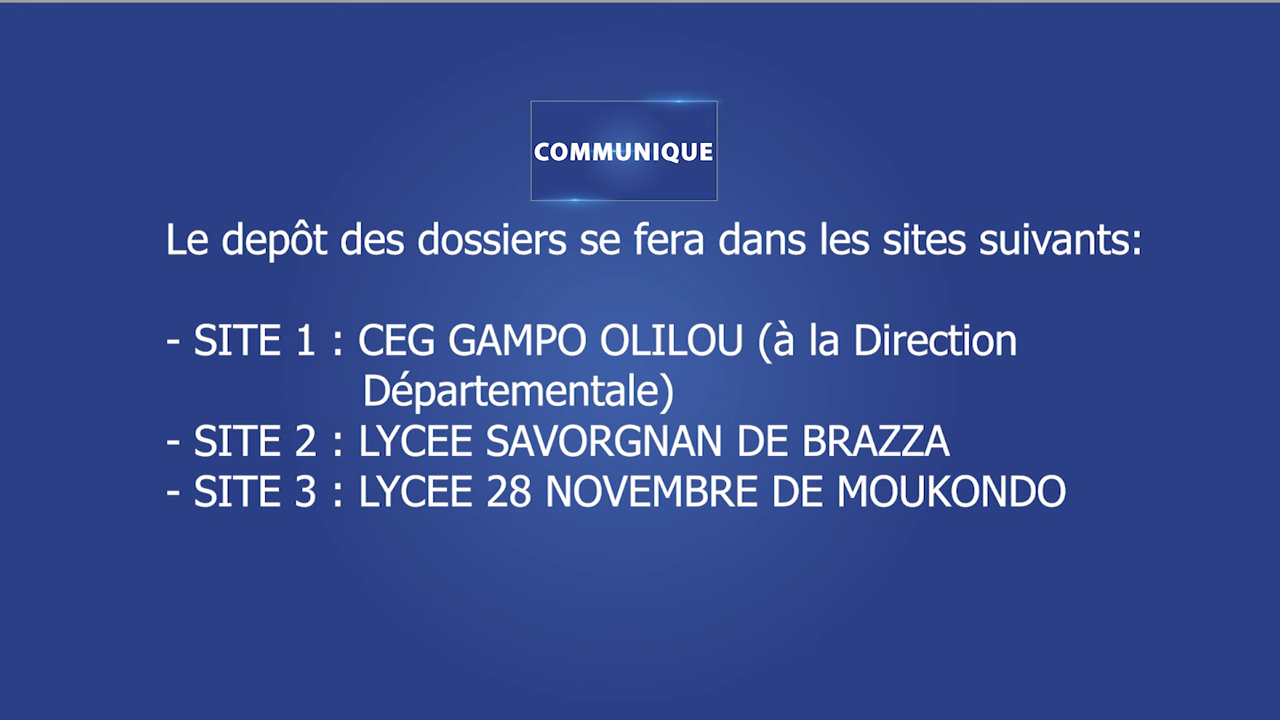 COMMUNIQUE
Le depôt des dossiers se fera dans les sites suivants:
- SITE 1 : CEG GAMPO OLILOU (à la Direction
Départementale)
- SITE 2 : LYCEE SAVORGNAN DE BRAZZA
- SITE 3 : LYCEE 28 NOVEMBRE DE MOUKONDO